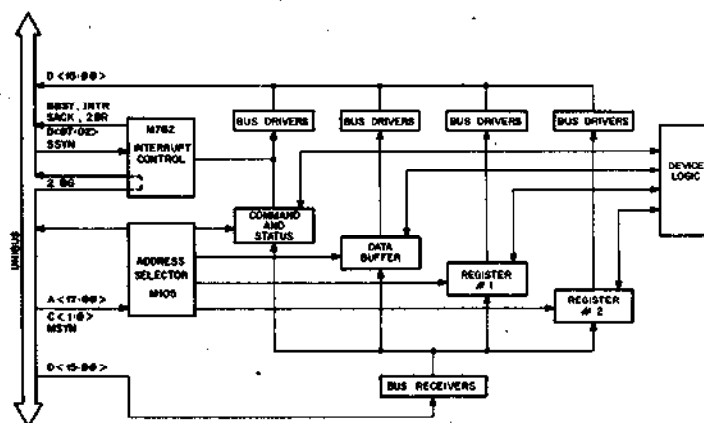 D<15:00>
BBSY, INTR
SACK, 2BR
D<07:02>
SSYN
2 BG
M782
INTERRUPT
CONTROL
BUS DRIVERS
BUS DRIVERS
BUS DRIVERS
BUS DRIVERS
DEVICE
LOGIC
COMMAND
AND
STATUS
DATA
BUFFER
REGISTER
# 1
REGISTER
# 2
ADDRESS
SELECTOR
M105
A<17:00>
C<1:0>
MSYN
D<15:00>
BUS RECEIVERS
UNIBUS